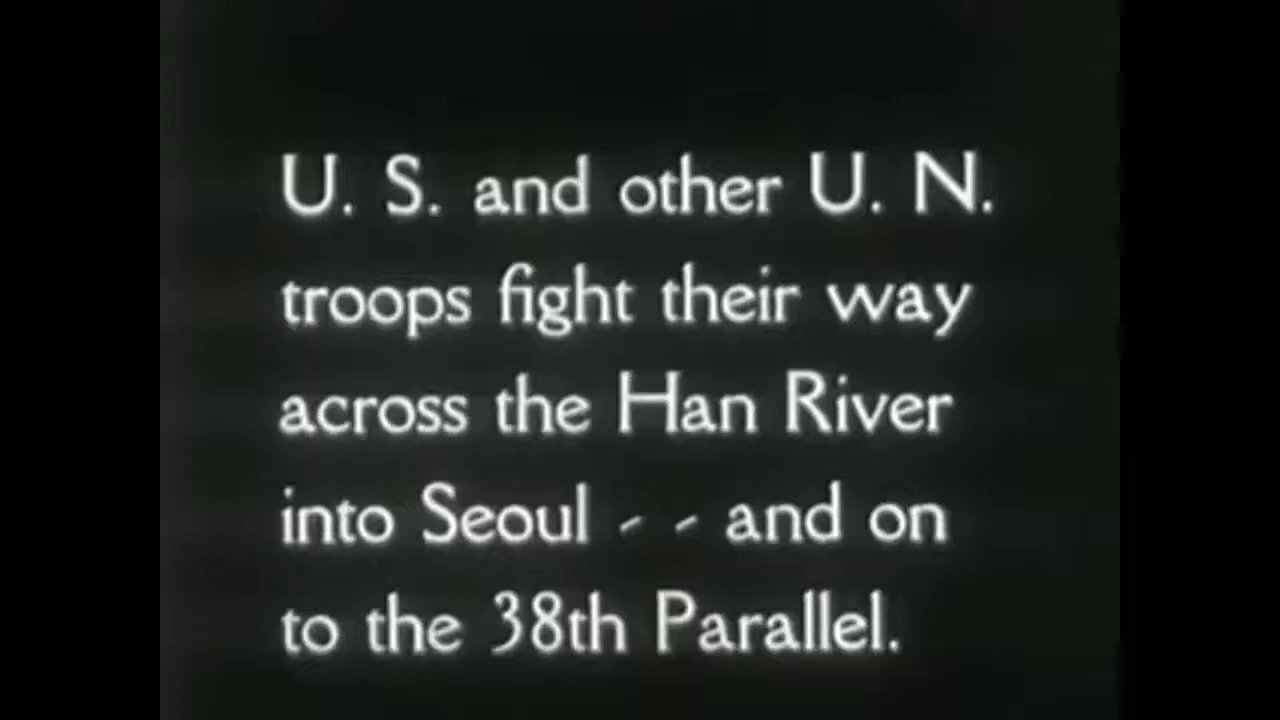 U. S. and other U. N.
troops fight their way
across the Han River
into Seoul - - and on
to the 38th Parallel.